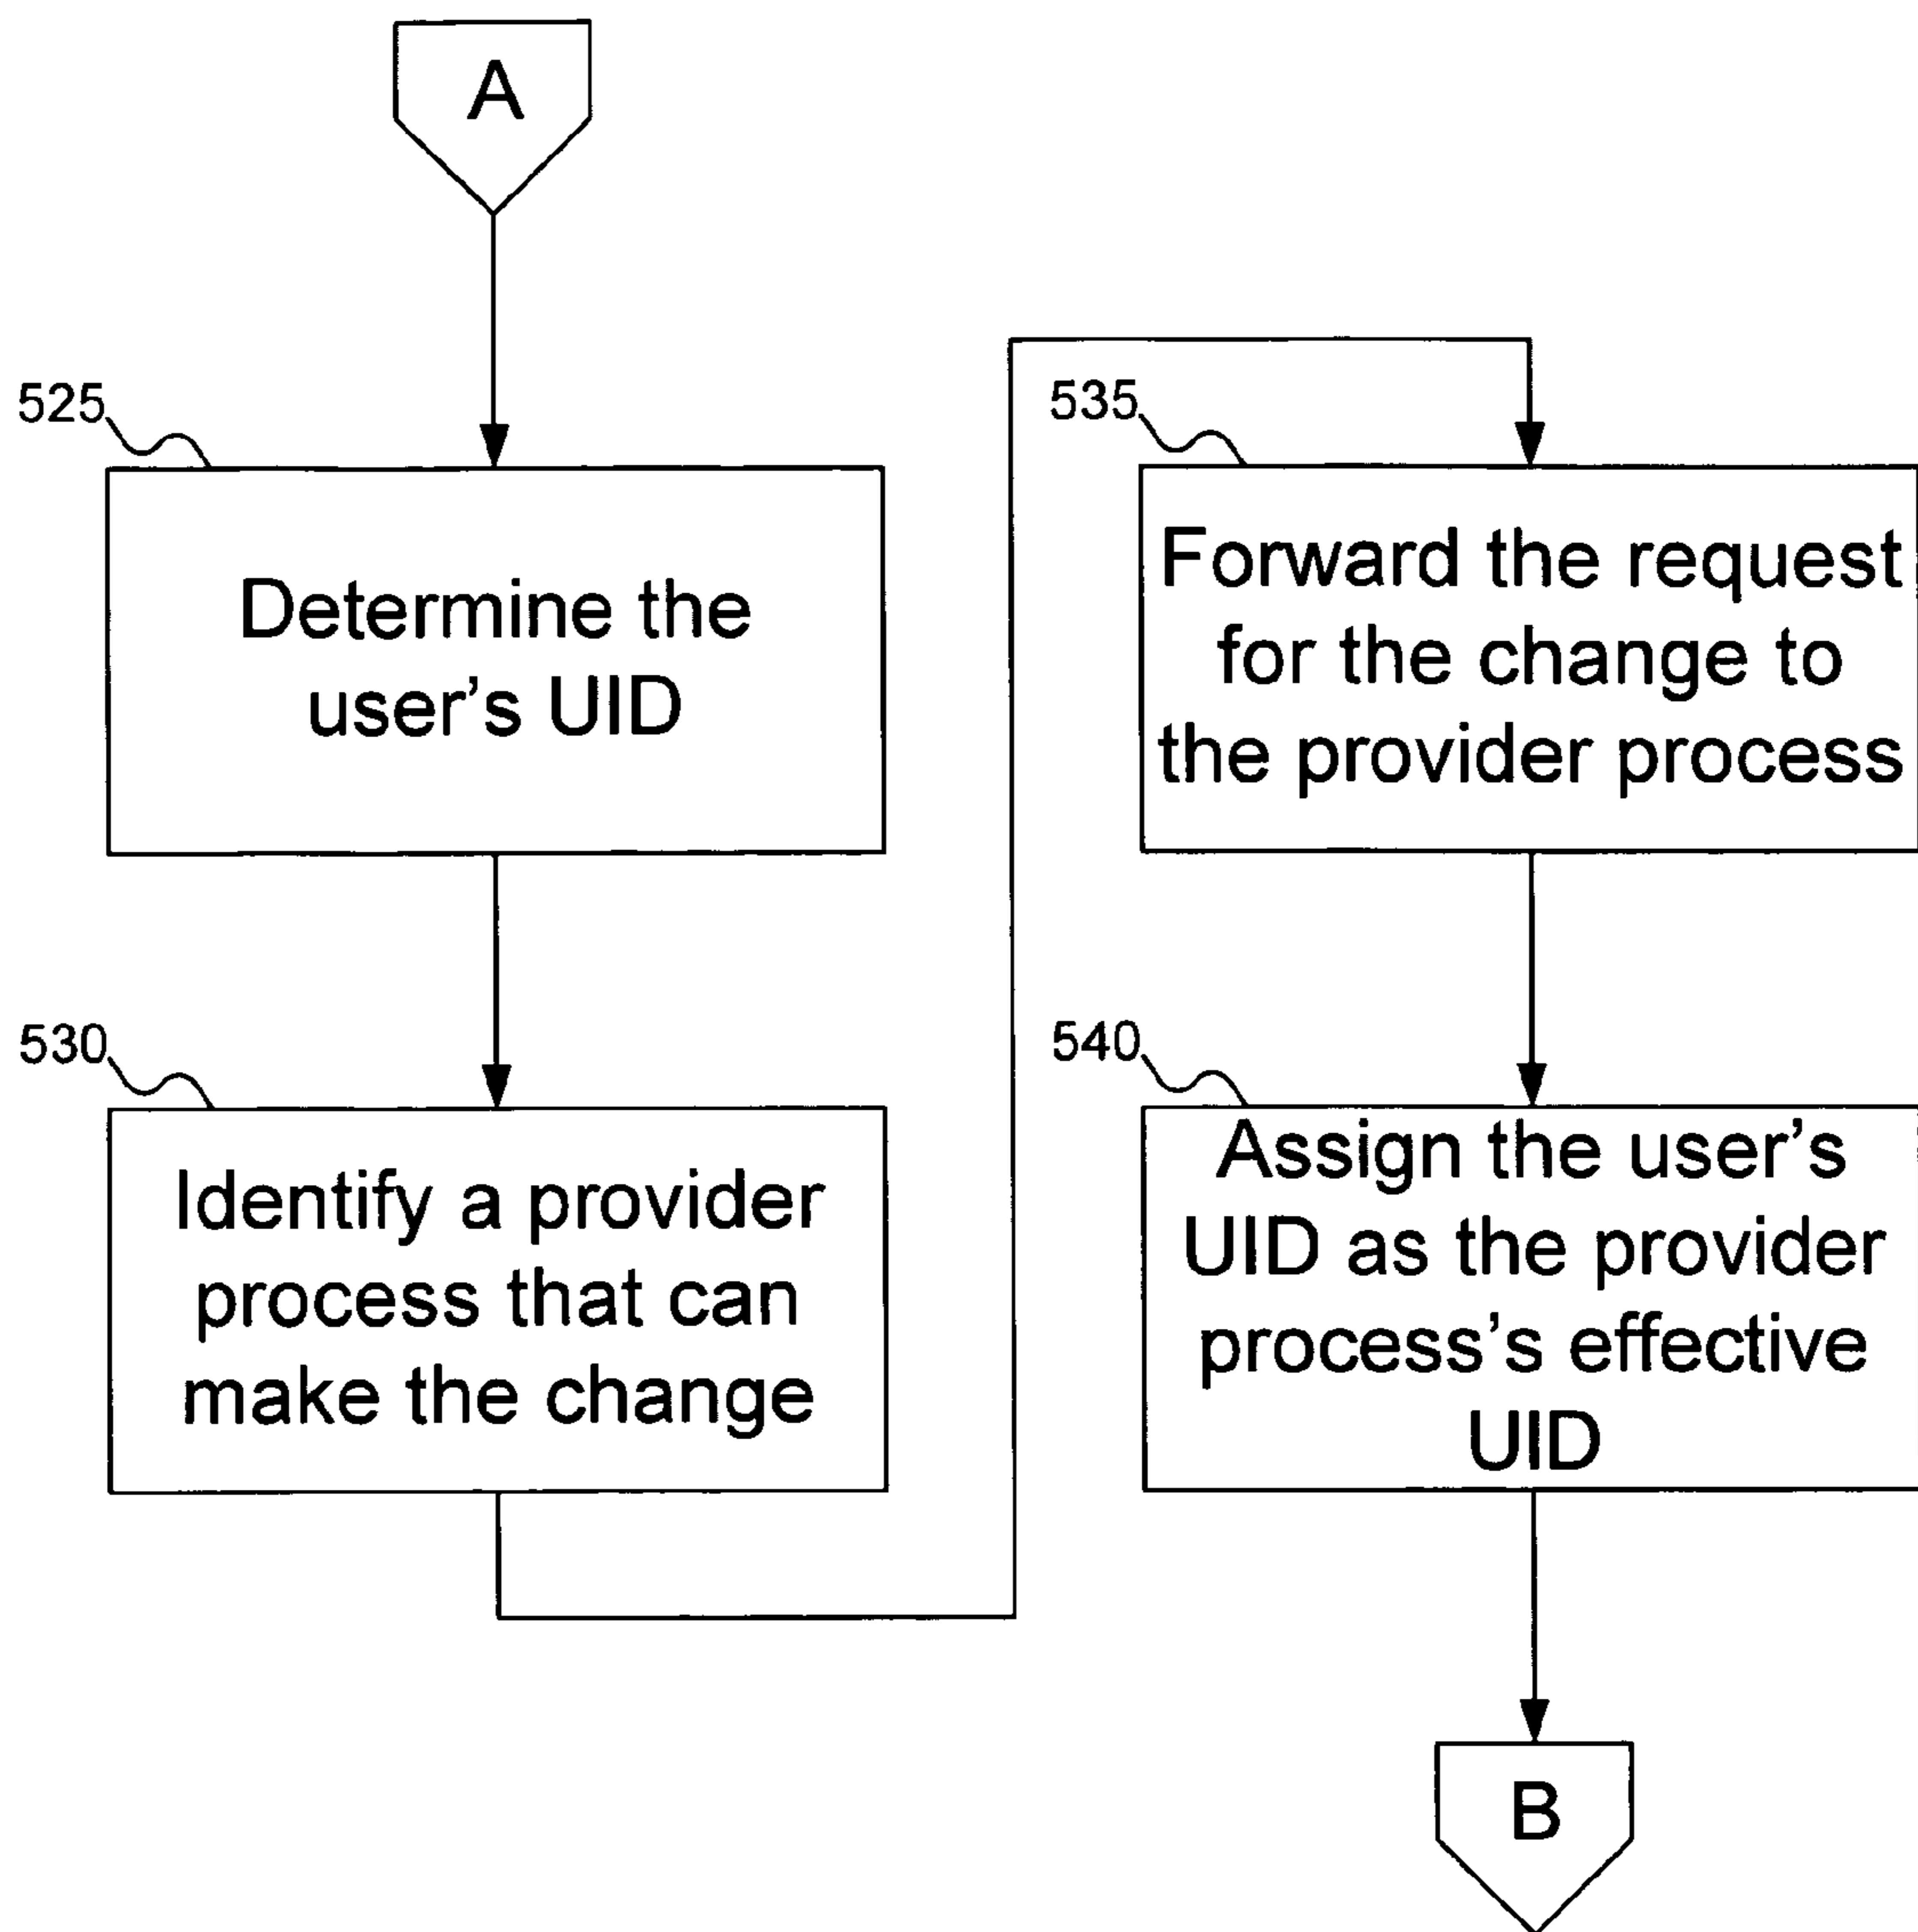 A
525
Determine the
user's UID
530
Identify a provider
process that can
make the change
535
Forward the request
for the change to
the provider process
540
Assign the user's
UID as the provider
process's effective
UID
B